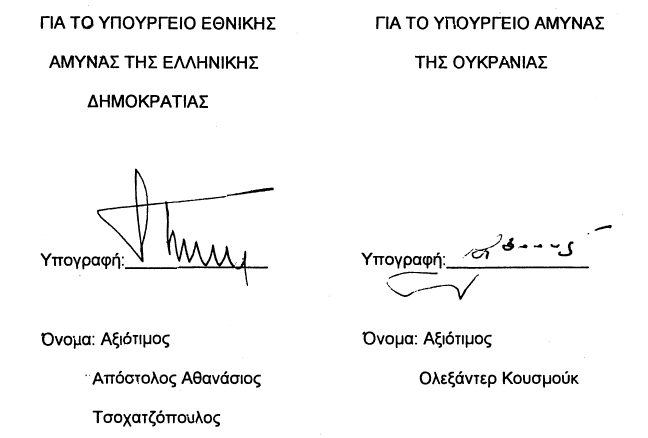 ΓΙΑ ΤΟ ΥΠΟΥΡΓΕΙΟ ΕΘΝΙΚΗΣ
ΑΜΥΝΑΣ ΤΗΣ ΕΛΛΗΝΙΚΗΣ
ΔΗΜΟΚΡΑΤΙΑΣ
Υπογραφή:
Όνομα: Αξιότιμος
Απόστολος Αθανάσιος
Τσοχατζόπουλος
ΓΙΑ ΤΟ ΥΠΟΥΡΓΕΙΟ ΑΜΥΝΑΣ
ΤΗΣ ΟΥΚΡΑΝΙΑΣ
Υπογραφή:
Όνομα: Αξιότιμος
Ολεξάντερ Κουσμούκ